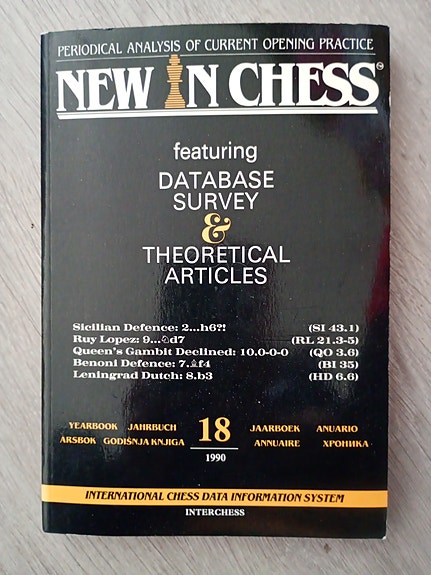 PERIODICAL ANALYSIS OF CURRENT OPENING PRACTICE
NEW IN CHESS™
featuring
DATABASE
SURVEY
&
THEORETICAL
ARTICLES
Sicilian Defence: 2...h6?! (SI 43.1)
Ruy Lopez: 9...♘d7 (RL 21.3-5)
Queen's Gambit Declined: 10.0-0-0 (QO 3.6)
Benoni Defence: 7.♗f4 (BI 35)
Leningrad Dutch: 8.b3 (HD 6.6)
YEARBOOK JAHRBUCH 18 JAARBOEK ANUARIO
ÅRSBOK GODIŠNJA KNJIGA 1990 ANNUAIRE ХРОНИКА
INTERNATIONAL CHESS DATA INFORMATION SYSTEM
INTERCHESS